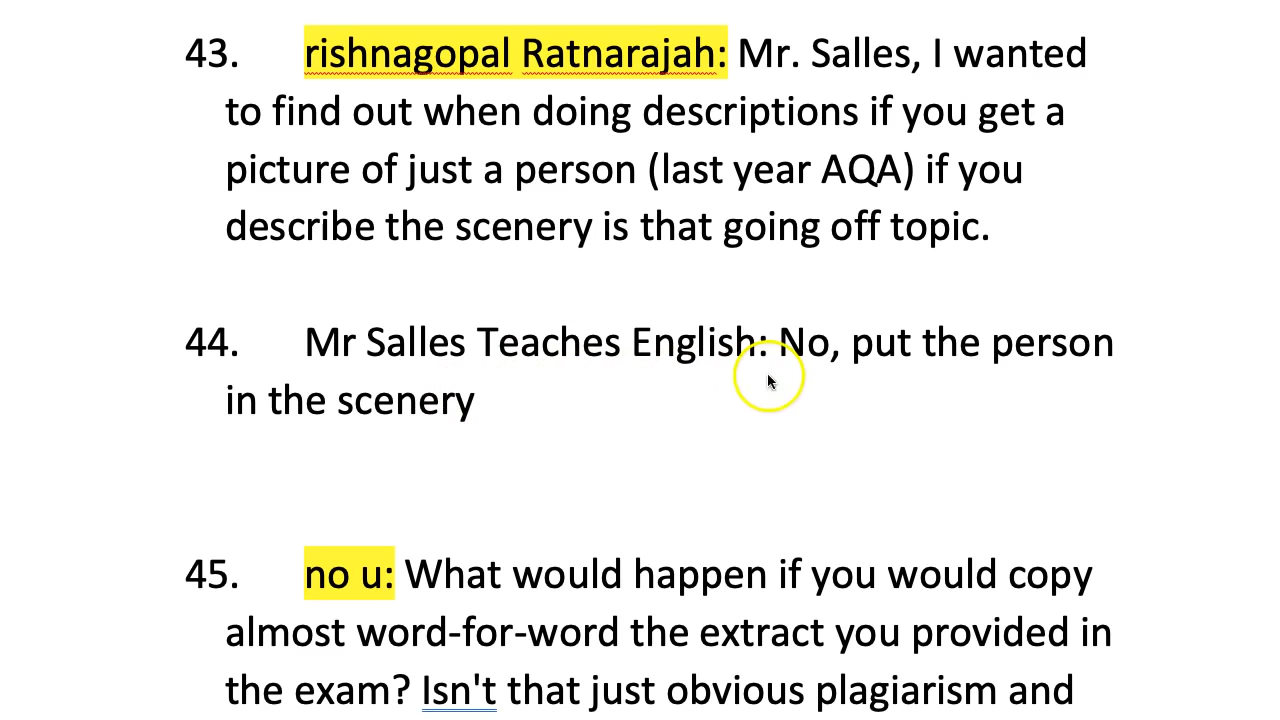 43. rishnagopal Ratnarajah: Mr. Salles, I wanted
to find out when doing descriptions if you get a
picture of just a person (last year AQA) if you
describe the scenery is that going off topic.
44. Mr Salles Teaches English: No, put the person
in the scenery
45. no u: What would happen if you would copy
almost word-for-word the extract you provided in
the exam? Isn't that just obvious plagiarism and